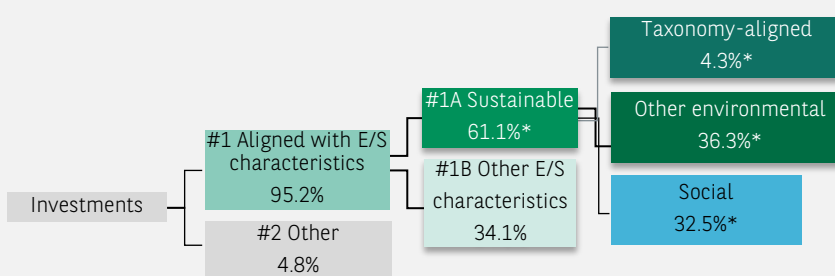 Taxonomy-aligned
4.3%*
#1A Sustainable
61.1%*
Other environmental
36.3%*
#1 Aligned with E/S
characteristics
95.2%
#1B Other E/S
characteristics
34.1%
Social
32.5%*
Investments
#2 Other
4.8%